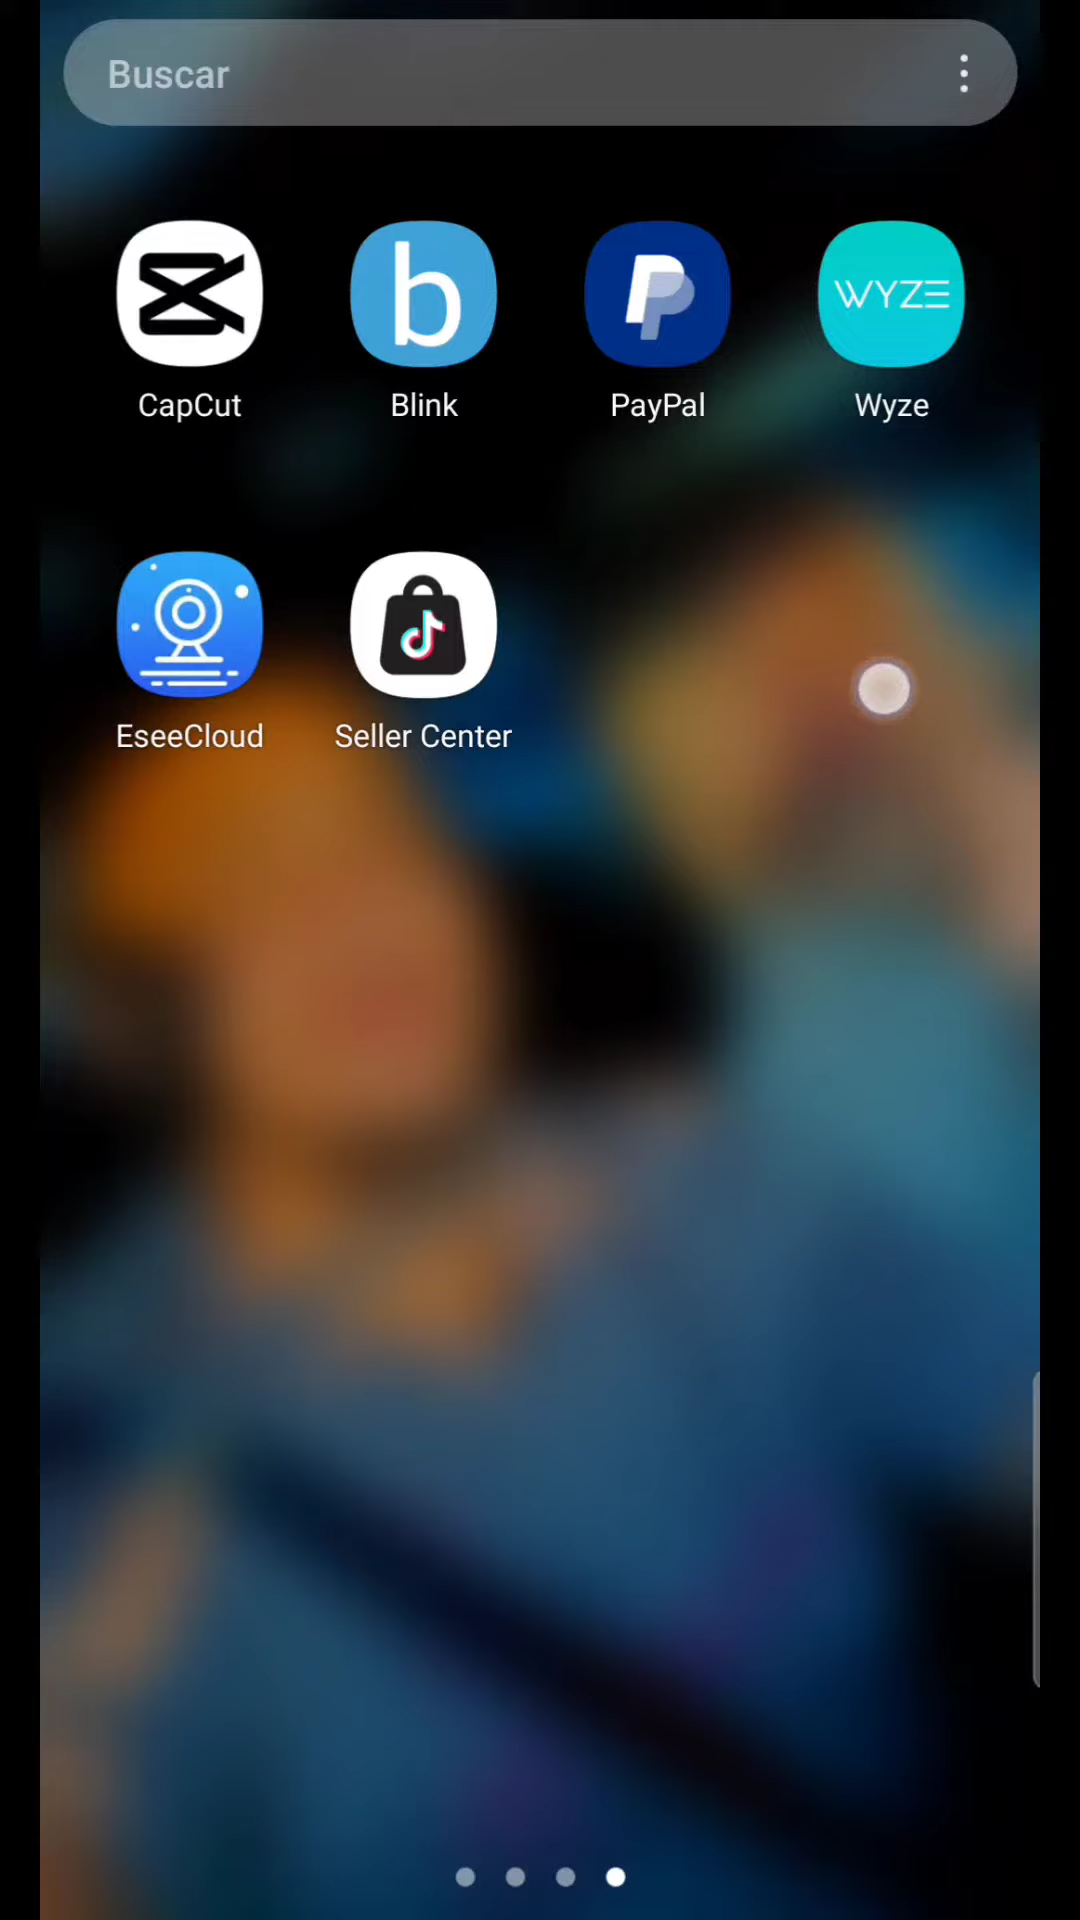 Buscar
WYZE
CapCut
Blink
PayPal
Wyze
EseeCloud
Seller Center